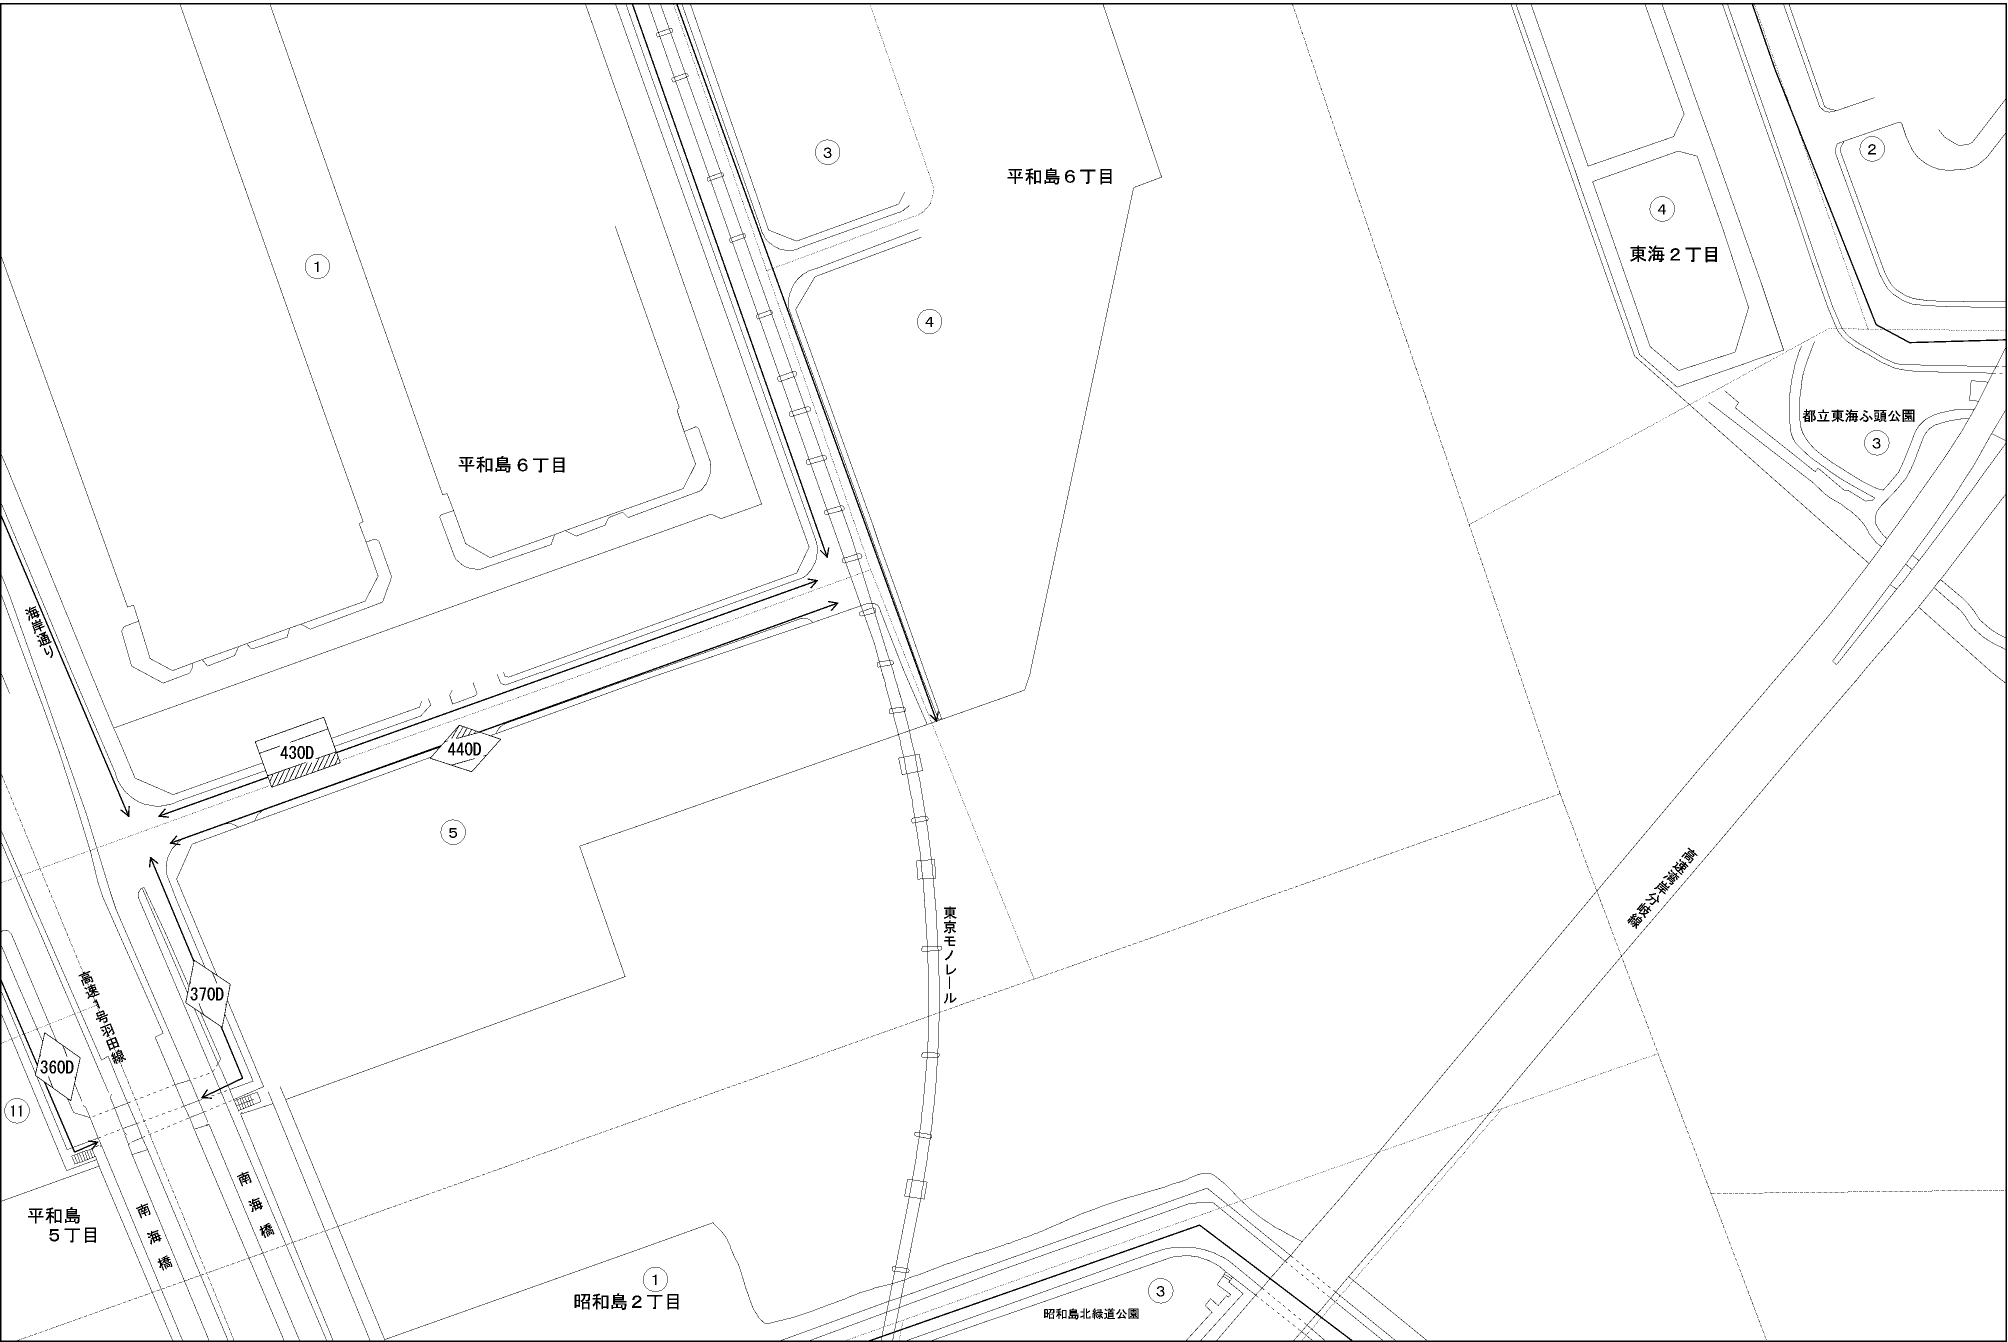 ③
平和島６丁目
②
④
東海２丁目
①
④
都立東海ふ頭公園
③
平和島６丁目
海岸通り
430D
440D
⑤
高速湾岸分岐線
東京モノレール
高速１号羽田線
370D
360D
⑪
南海橋
南海橋
平和島
５丁目
①
昭和島２丁目
③
昭和島北緑道公園